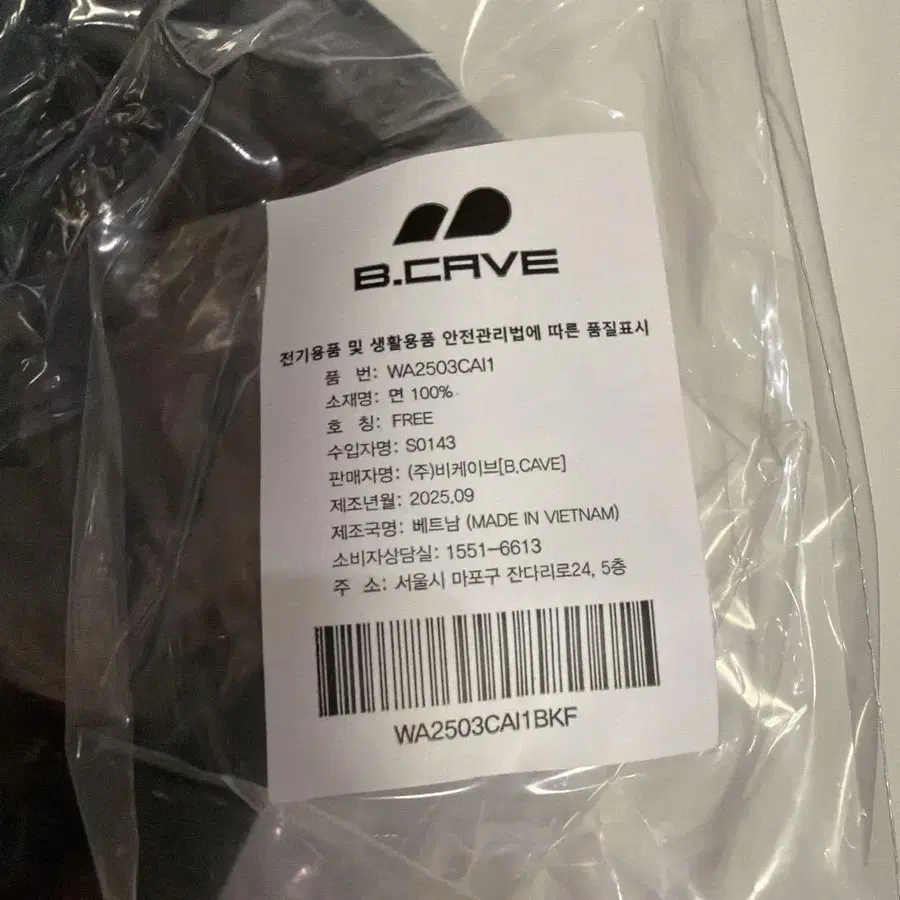 B.CAVE
전기용품 및 생활용품 안전관리법에 따른 품질표시
품 번: WA2503CAI1
소재명: 면 100%
호 칭: FREE
수입자명: S0143
판매자명: (주)비케이브[B.CAVE]
제조년월: 2025.09
제조국명: 베트남 (MADE IN VIETNAM)
소비자상담실: 1551-6613
주 소: 서울시 마포구 잔다리로24, 5층
WA2503CAI1BKF